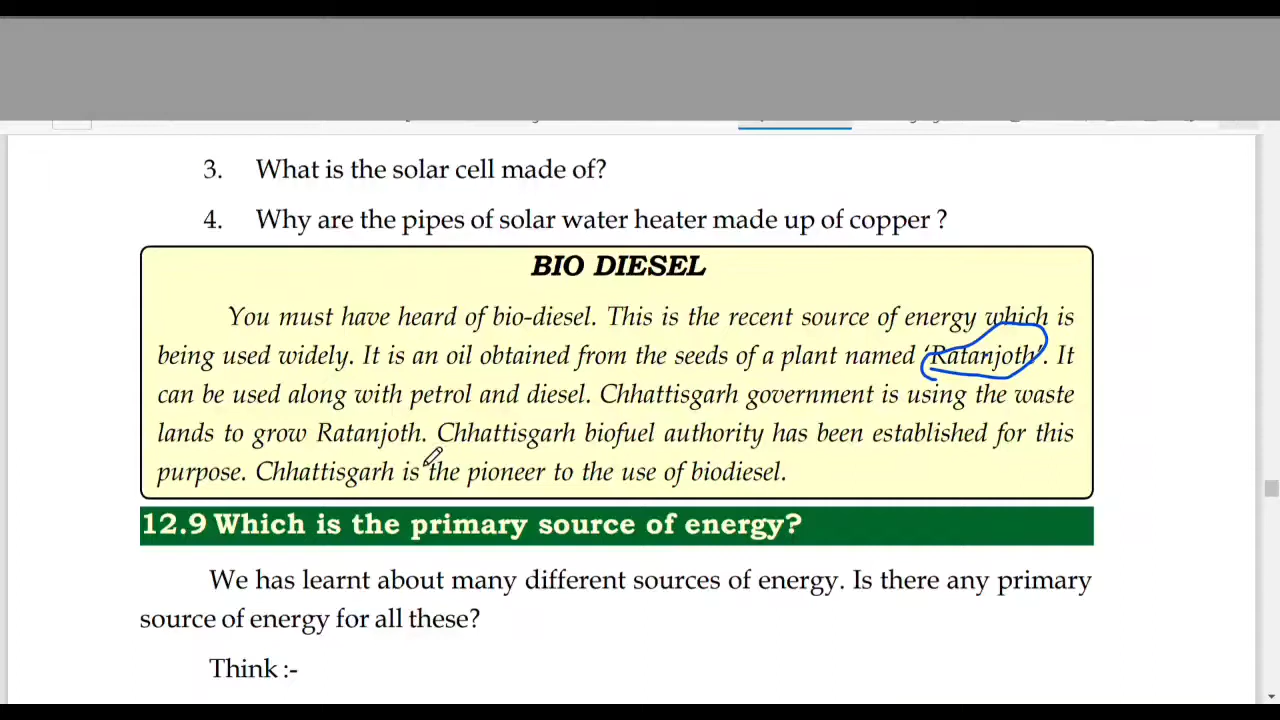 3. What is the solar cell made of?
4. Why are the pipes of solar water heater made up of copper ?
BIO DIESEL
You must have heard of bio-diesel. This is the recent source of energy which is
being used widely. It is an oil obtained from the seeds of a plant named ‘Ratanjoth’. It
can be used along with petrol and diesel. Chhattisgarh government is using the waste
lands to grow Ratanjoth. Chhattisgarh biofuel authority has been established for this
purpose. Chhattisgarh is the pioneer to the use of biodiesel.
12.9 Which is the primary source of energy?
We has learnt about many different sources of energy. Is there any primary
source of energy for all these?
Think :-